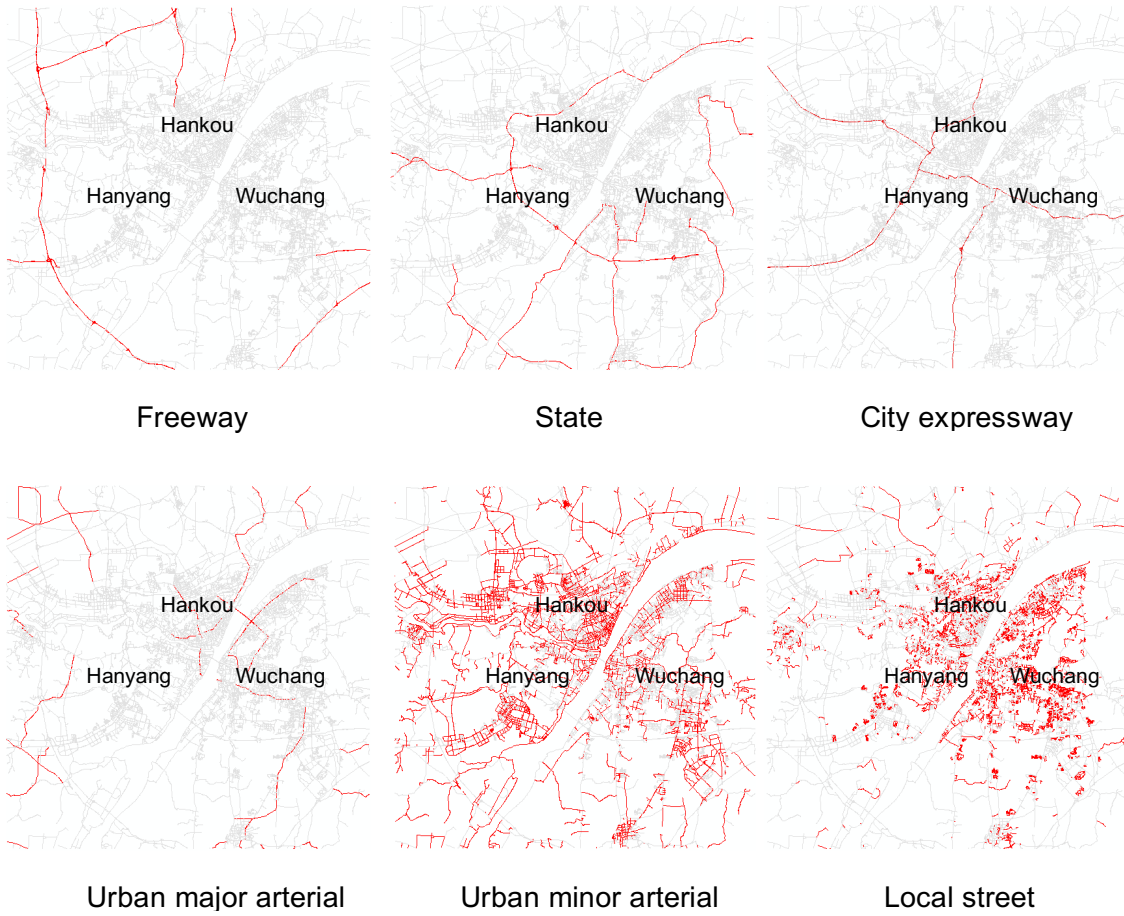 Hankou
Hanyang
Wuchang
Hankou
Hanyang
Wuchang
Hankou
Hanyang
Wuchang
Freeway
State
City expressway
Hankou
Hanyang
Wuchang
Hankou
Hanyang
Wuchang
Hankou
Hanyang
Wuchang
Urban major arterial
Urban minor arterial
Local street